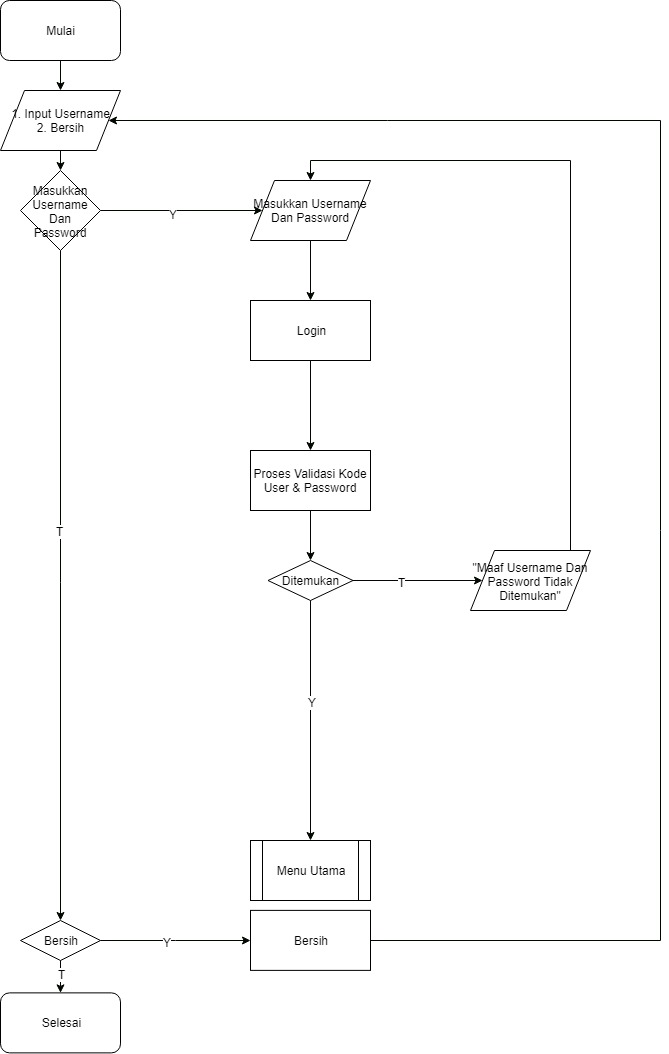 Mulai
1. Input Username
2. Bersih
Masukkan
Username
Dan
Password
Y
Masukkan Username
Dan Password
Login
Proses Validasi Kode
User & Password
Ditemukan
T
"Maaf Username Dan
Password Tidak
Ditemukan"
T
Y
Menu Utama
Bersih
Y
Bersih
T
Selesai